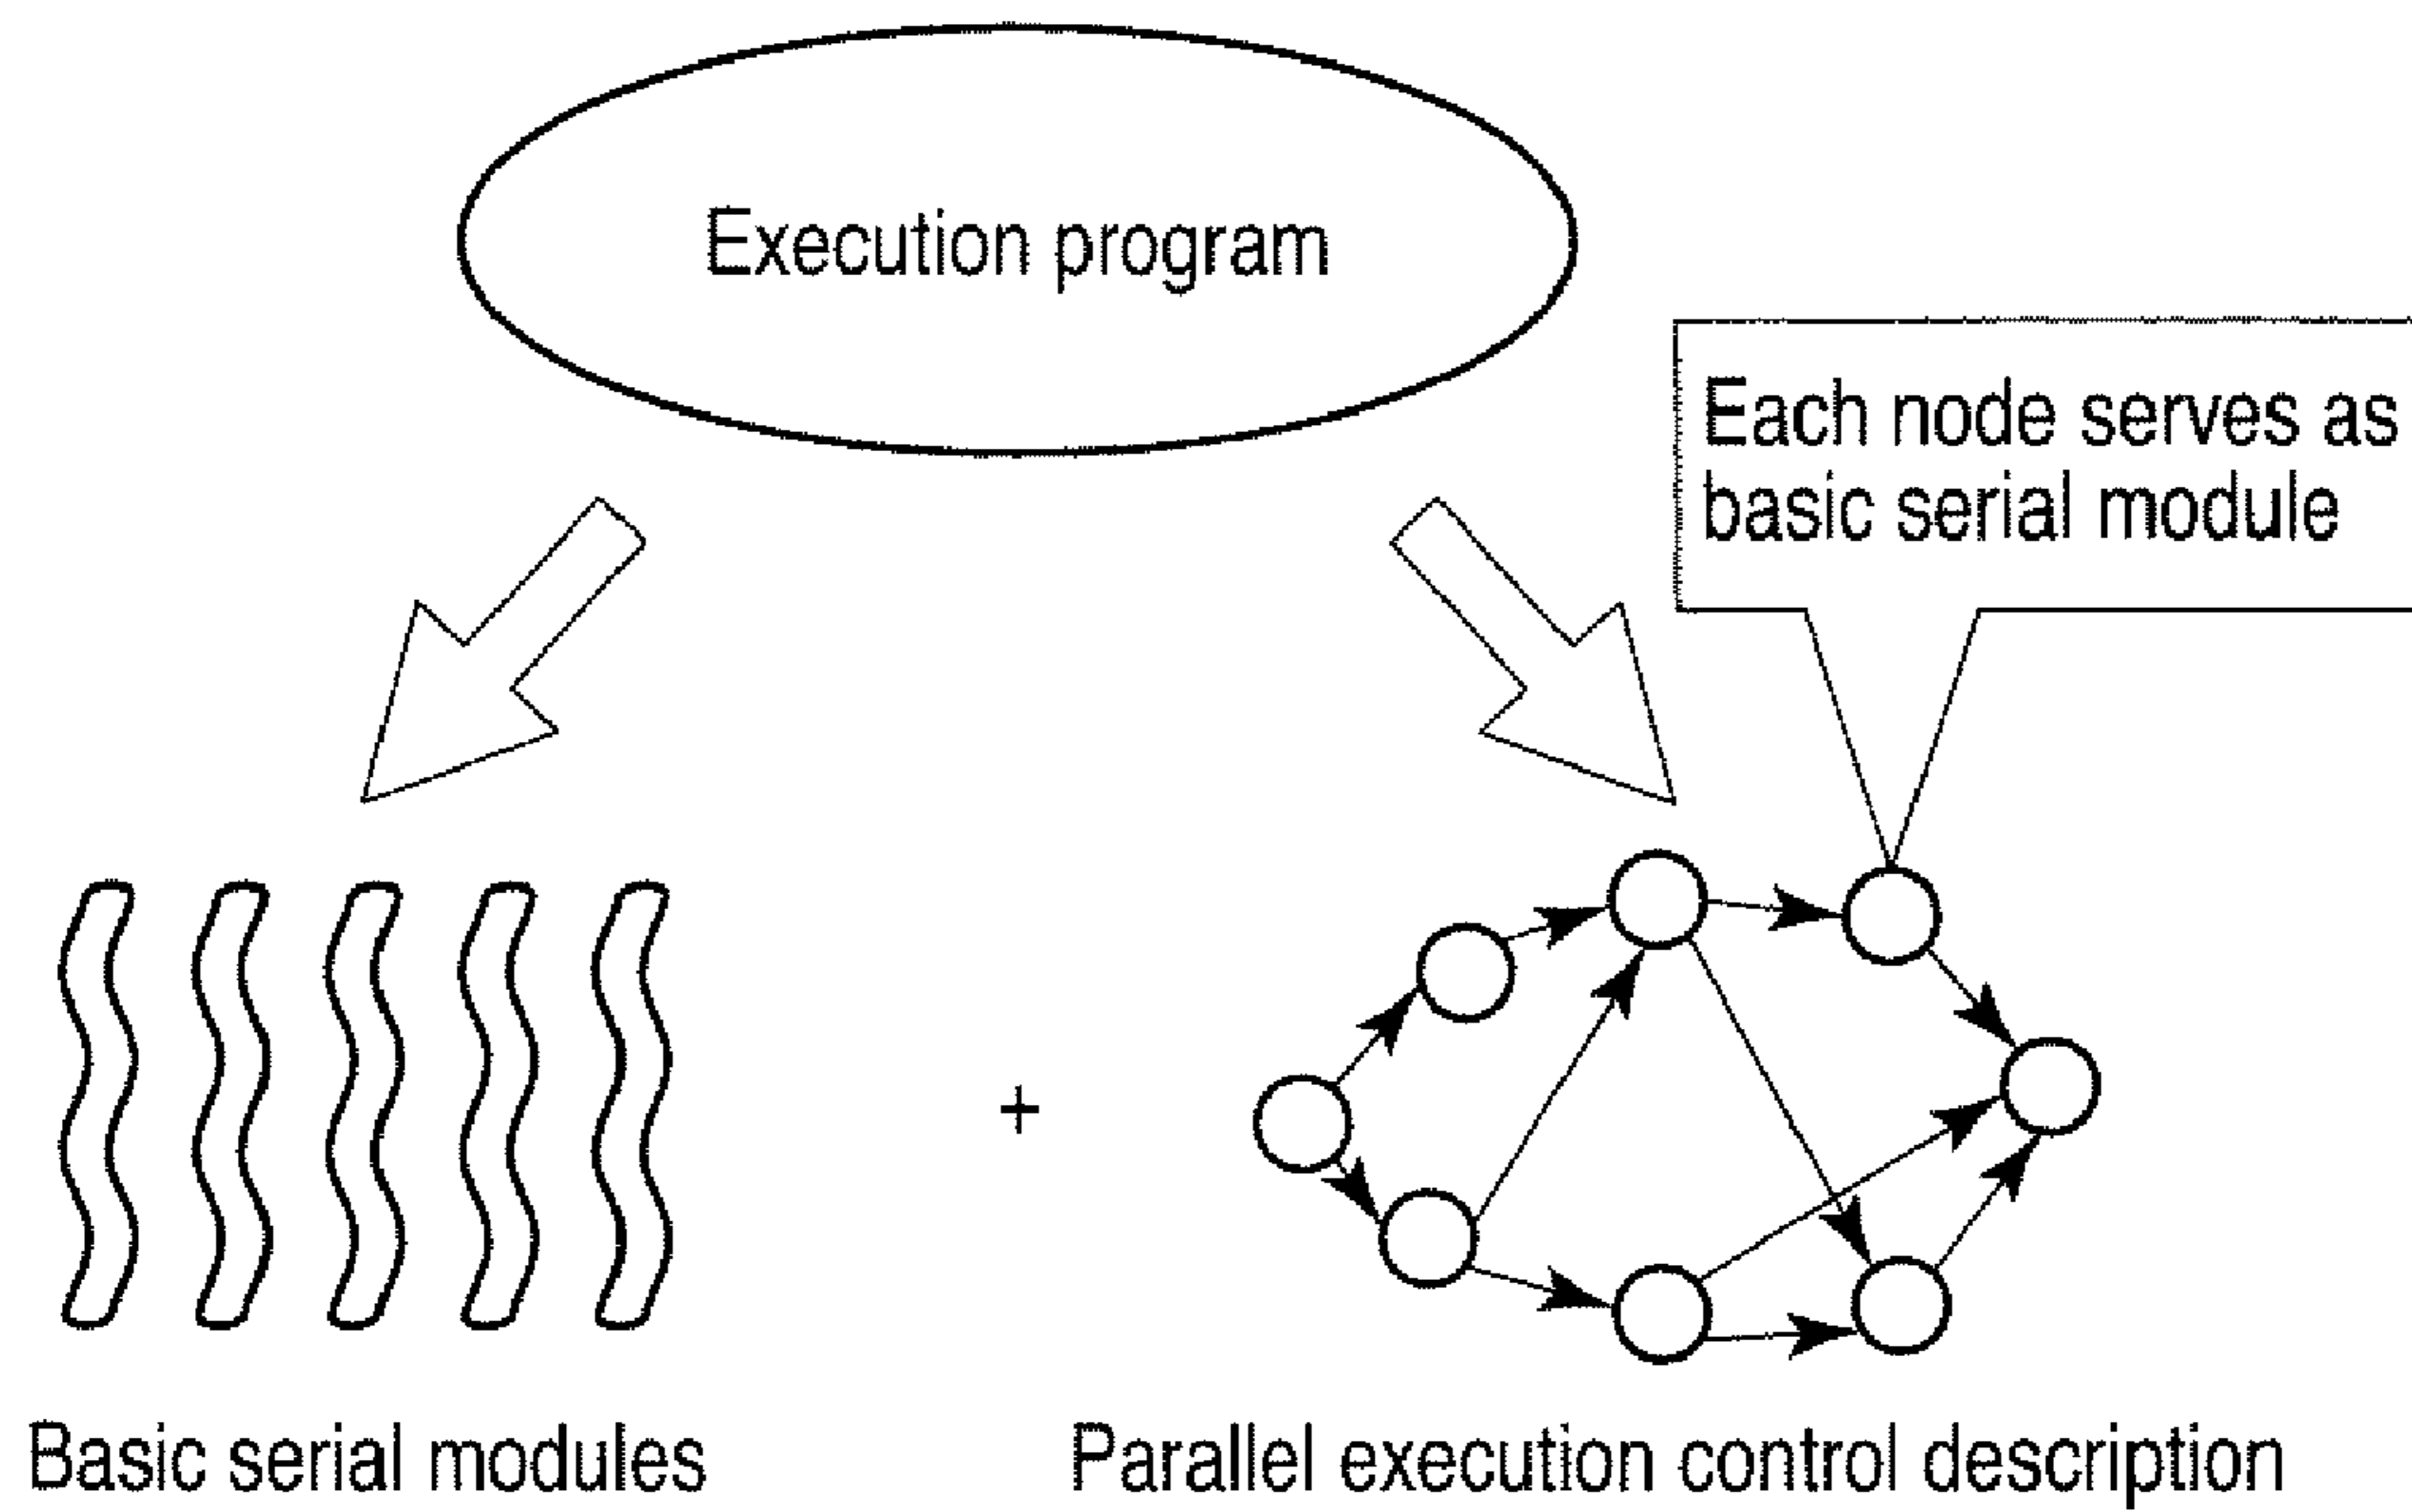 Execution program
Each node serves as
basic serial module
+
Basic serial modules
Parallel execution control description